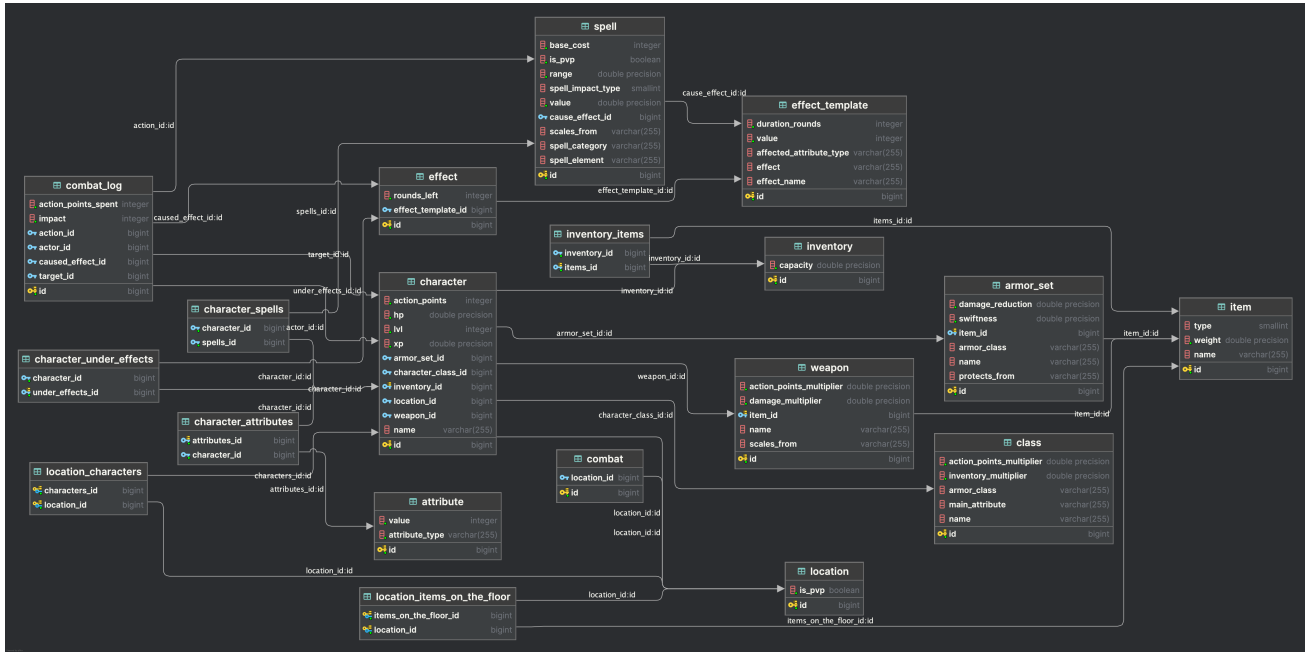 spell
base_cost integer
is_pvp boolean
range double precision
spell_impact_type smallint
value double precision
cause_effect_id bigint
scales_from varchar(255)
spell_category varchar(255)
spell_element varchar(255)
id bigint
cause_effect_id:id
effect_template
duration_rounds integer
value integer
affected_attribute_type varchar(255)
effect varchar(255)
effect_name varchar(255)
id bigint
action_id:id
combat_log
action_points_spent integer
impact integer
action_id bigint
actor_id bigint
caused_effect_id bigint
target_id bigint
id bigint
caused_effect_id:id
effect
rounds_left integer
effect_template_id bigint
id bigint
effect_template_id:id
spells_id:id
inventory_items
inventory_id bigint
items_id bigint
items_id:id
inventory_id:id
inventory
capacity double precision
id bigint
inventory_id:id
target_id:id
under_effects_id:id
character
action_points integer
hp double precision
lvl integer
xp double precision
armor_set_id bigint
character_class_id bigint
inventory_id bigint
location_id bigint
weapon_id bigint
name varchar(255)
id bigint
armor_set
damage_reduction double precision
swiftness double precision
item_id bigint
armor_class varchar(255)
name varchar(255)
protects_from varchar(255)
id bigint
item
type smallint
weight double precision
name varchar(255)
id bigint
character_spells
character_id bigint
spells_id bigint
actor_id:id
armor_set_id:id
item_id:id
character_under_effects
character_id bigint
under_effects_id bigint
character_id:id
character_id:id
character_id:id
weapon_id:id
weapon
action_points_multiplier double precision
damage_multiplier double precision
item_id bigint
name varchar(255)
scales_from varchar(255)
id bigint
item_id:id
character_attributes
attributes_id bigint
character_id bigint
character_class_id:id
class
action_points_multiplier double precision
inventory_multiplier double precision
armor_class varchar(255)
main_attribute varchar(255)
name varchar(255)
id bigint
location_characters
characters_id bigint
location_id bigint
characters_id:id
attributes_id:id
combat
location_id bigint
id bigint
attribute
value integer
attribute_type varchar(255)
id bigint
location_id:id
location_id:id
location_id:id
location
is_pvp boolean
id bigint
location_items_on_the_floor
items_on_the_floor_id bigint
location_id bigint
location_id:id
items_on_the_floor_id:id